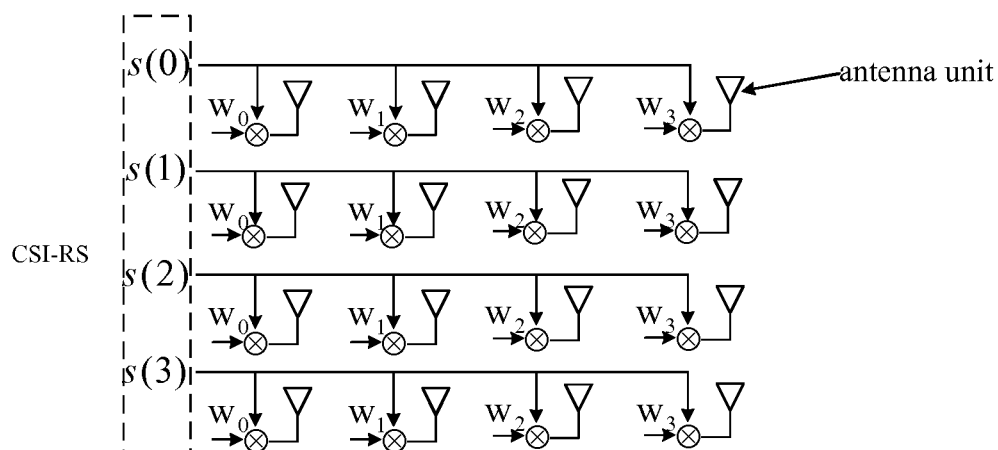 s(0)
antenna unit
W0 W1 W2 W3
s(1)
W0 W1 W2 W3
CSI-RS
s(2)
W0 W1 W2 W3
s(3)
W0 W1 W2 W3